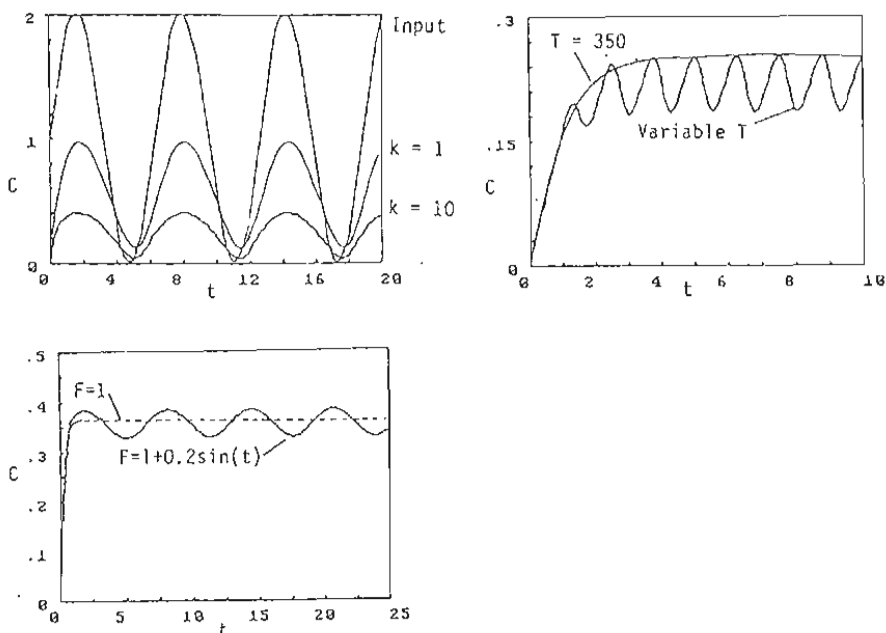 2
Input
1
k = 1
C
k = 10
0
0 4 8 12 16 20
t
.3
T = 350
.15
Variable T
C
0
0 2 4 6 8 10
t
.5
F=1
.4
.3
F=1+0.2sin(t)
C
.2
.1
0
0 5 10 15 20 25
t